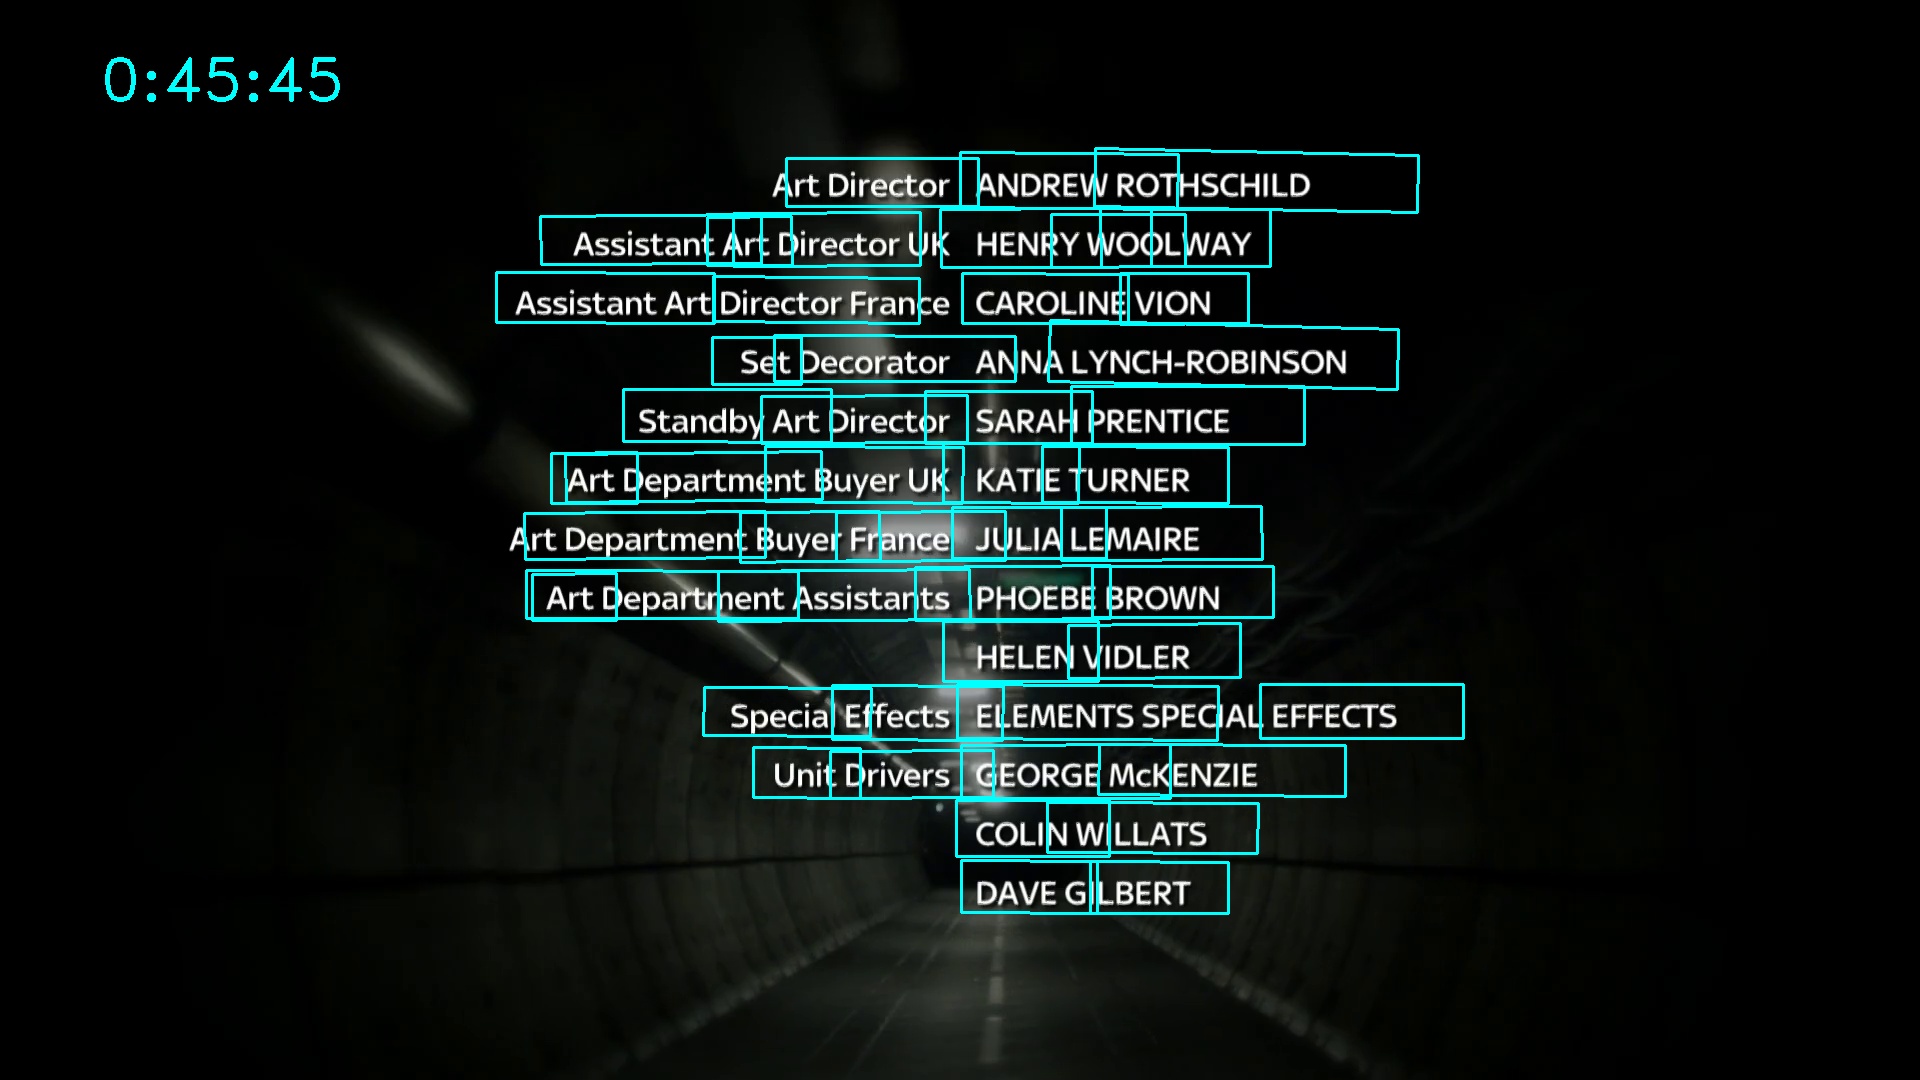 0:45:45
Art Director ANDREW ROTHSCHILD
Assistant Art Director UK HENRY WOOLWAY
Assistant Art Director France CAROLINE VION
Set Decorator ANNA LYNCH-ROBINSON
Standby Art Director SARAH PRENTICE
Art Department Buyer UK KATIE TURNER
Art Department Buyer France JULIA LEMAIRE
Art Department Assistants PHOEBE BROWN
HELEN VIDLER
Special Effects ELEMENTS SPECIAL EFFECTS
Unit Drivers GEORGE McKENZIE
COLIN WILLATS
DAVE GILBERT